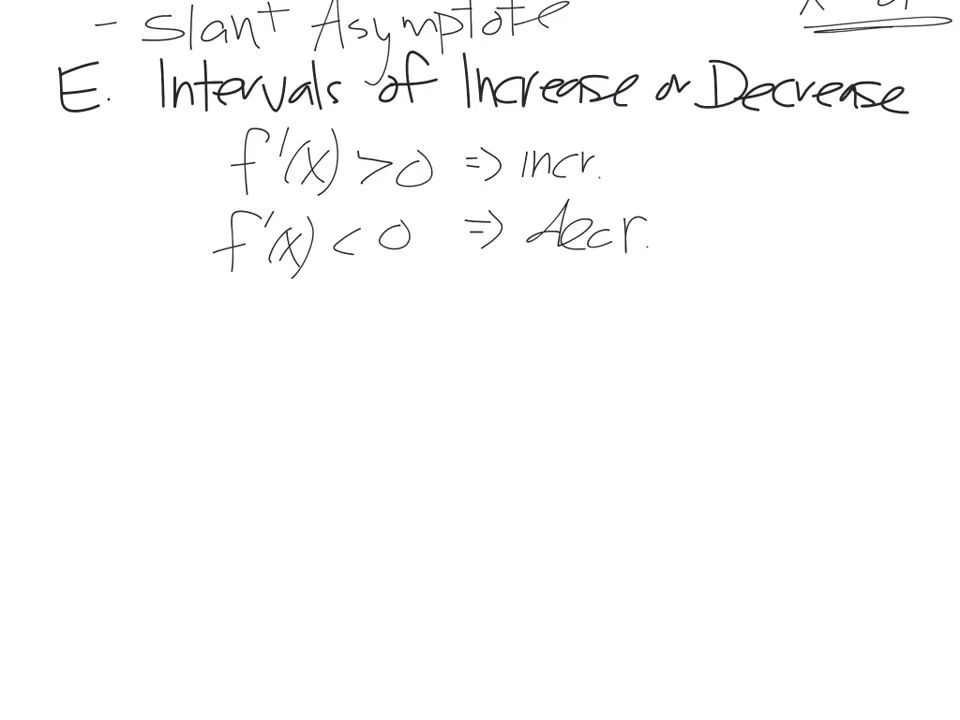 - Slant Asymptote
E. Intervals of Increase or Decrease
f'(x) > 0 => incr.
f'(x) < 0 => decr.